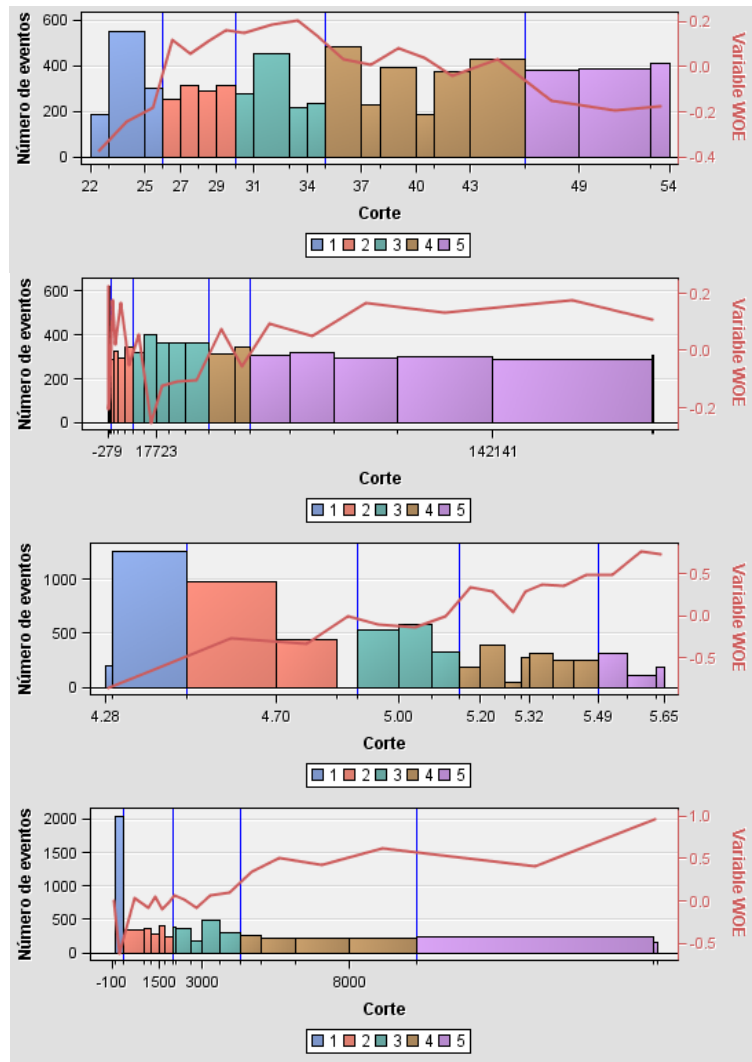 600
400
200
0
Número de eventos
0.2
0.0
-0.2
-0.4
Variable WOE
22 25 27 29 31 34 37 40 43 49 54
Corte
1 2 3 4 5
600
400
200
0
Número de eventos
0.2
0.0
-0.2
Variable WOE
-279 17723 142141
Corte
1 2 3 4 5
1000
500
0
Número de eventos
0.5
0.0
-0.5
Variable WOE
4.28 4.70 5.00 5.20 5.32 5.49 5.65
Corte
1 2 3 4 5
2000
1500
1000
500
0
Número de eventos
1.0
0.5
0.0
-0.5
Variable WOE
-100 1500 3000 8000
Corte
1 2 3 4 5